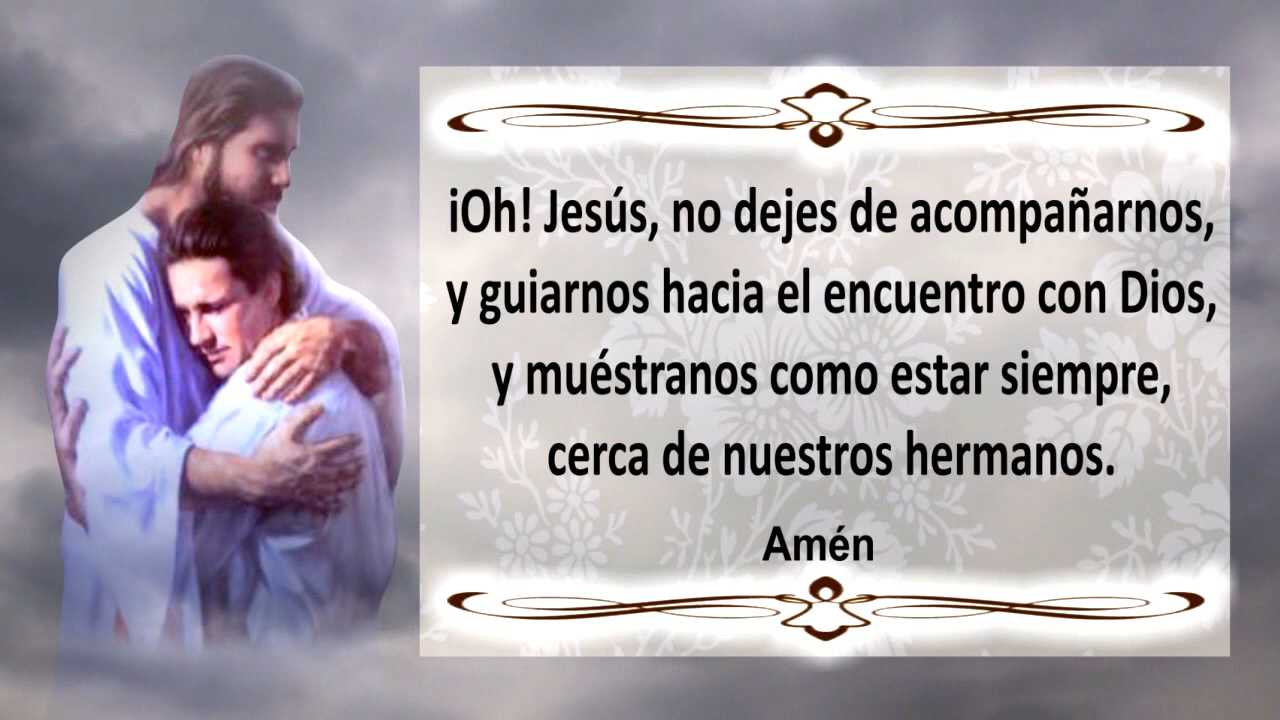 ¡Oh! Jesús, no dejes de acompañarnos,
y guiarnos hacia el encuentro con Dios,
y muéstranos como estar siempre,
cerca de nuestros hermanos.
Amén